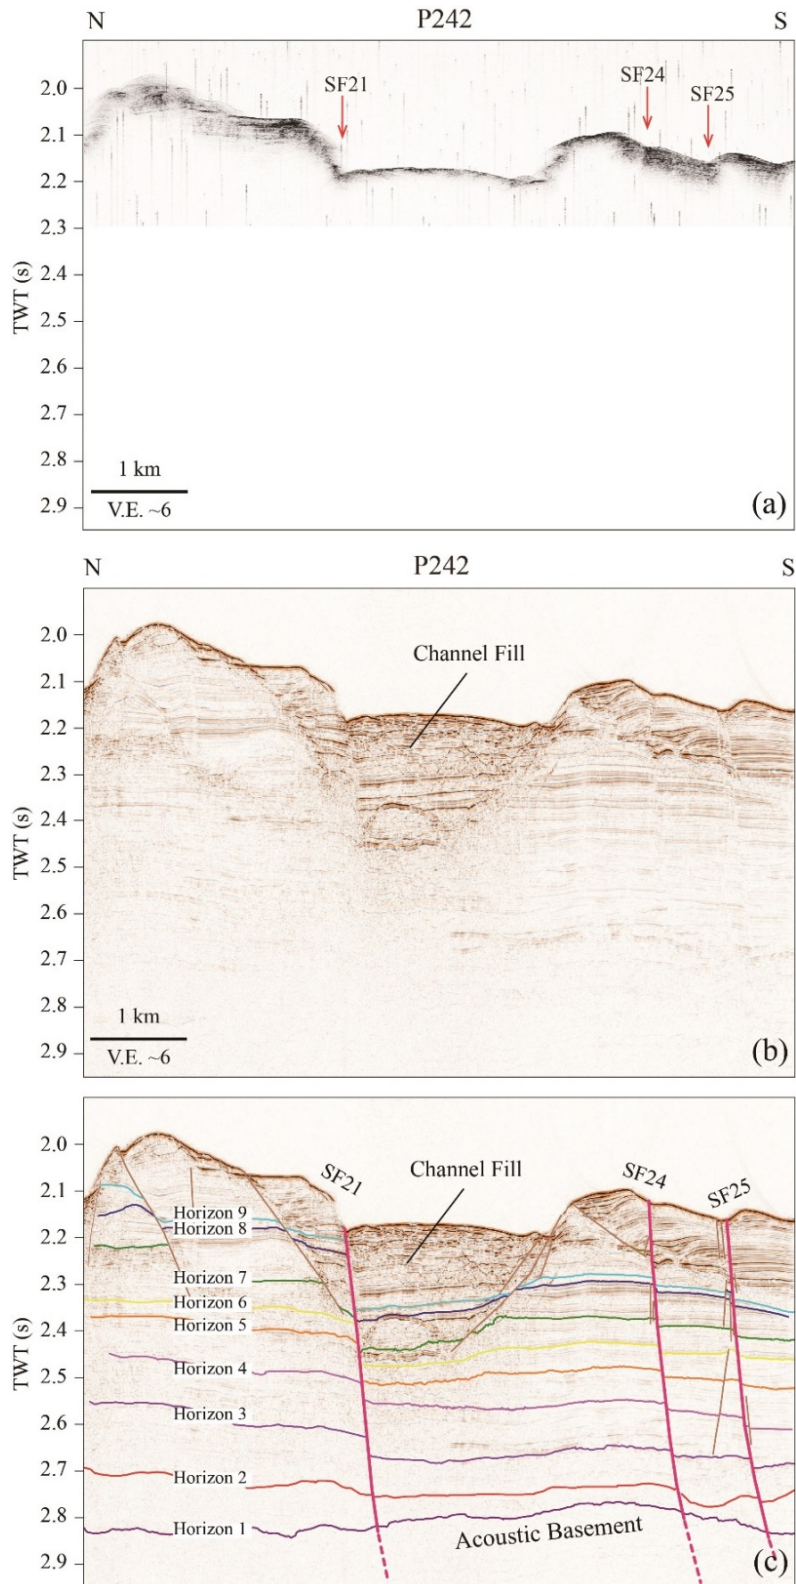 N P242 S
SF21
SF24
SF25
2.0
2.1
2.2
2.3
2.4
2.5
2.6
2.7
2.8
2.9
TWT (s)
1 km
V.E. ~6
(a)
N P242 S
Channel Fill
2.0
2.1
2.2
2.3
2.4
2.5
2.6
2.7
2.8
2.9
TWT (s)
1 km
V.E. ~6
(b)
SF21
Channel Fill
SF24
SF25
2.0
2.1
2.2
2.3
2.4
2.5
2.6
2.7
2.8
2.9
TWT (s)
Horizon 9
Horizon 8
Horizon 7
Horizon 6
Horizon 5
Horizon 4
Horizon 3
Horizon 2
Horizon 1
Acoustic Basement
(c)